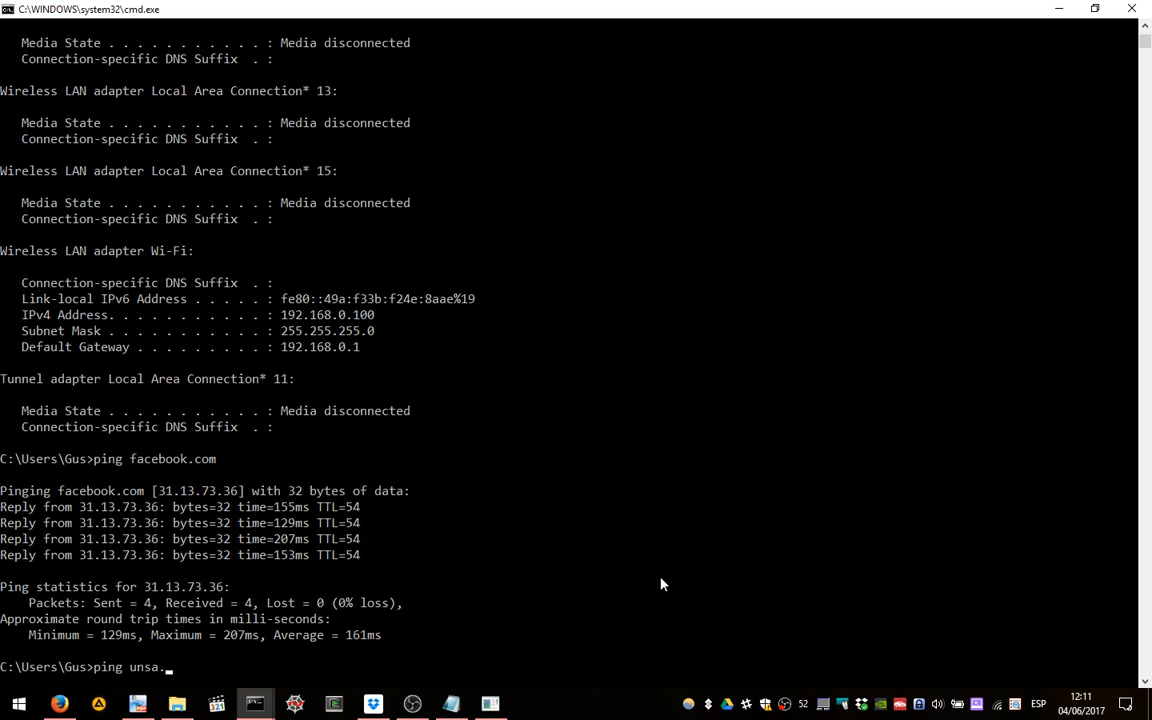 C:\WINDOWS\system32\cmd.exe
Media State . . . . . . . . . . . : Media disconnected
Connection-specific DNS Suffix  . :
Wireless LAN adapter Local Area Connection* 13:
Media State . . . . . . . . . . . : Media disconnected
Connection-specific DNS Suffix  . :
Wireless LAN adapter Local Area Connection* 15:
Media State . . . . . . . . . . . : Media disconnected
Connection-specific DNS Suffix  . :
Wireless LAN adapter Wi-Fi:
Connection-specific DNS Suffix  . :
Link-local IPv6 Address . . . . . : fe80::49a:f33b:f24e:8aae%19
IPv4 Address. . . . . . . . . . . : 192.168.0.100
Subnet Mask . . . . . . . . . . . : 255.255.255.0
Default Gateway . . . . . . . . . : 192.168.0.1
Tunnel adapter Local Area Connection* 11:
Media State . . . . . . . . . . . : Media disconnected
Connection-specific DNS Suffix  . :
C:\Users\Gus>ping facebook.com
Pinging facebook.com [31.13.73.36] with 32 bytes of data:
Reply from 31.13.73.36: bytes=32 time=155ms TTL=54
Reply from 31.13.73.36: bytes=32 time=129ms TTL=54
Reply from 31.13.73.36: bytes=32 time=207ms TTL=54
Reply from 31.13.73.36: bytes=32 time=153ms TTL=54
Ping statistics for 31.13.73.36:
Packets: Sent = 4, Received = 4, Lost = 0 (0% loss),
Approximate round trip times in milli-seconds:
Minimum = 129ms, Maximum = 207ms, Average = 161ms
C:\Users\Gus>ping unsa._
321
52
ESP
12:11
04/06/2017